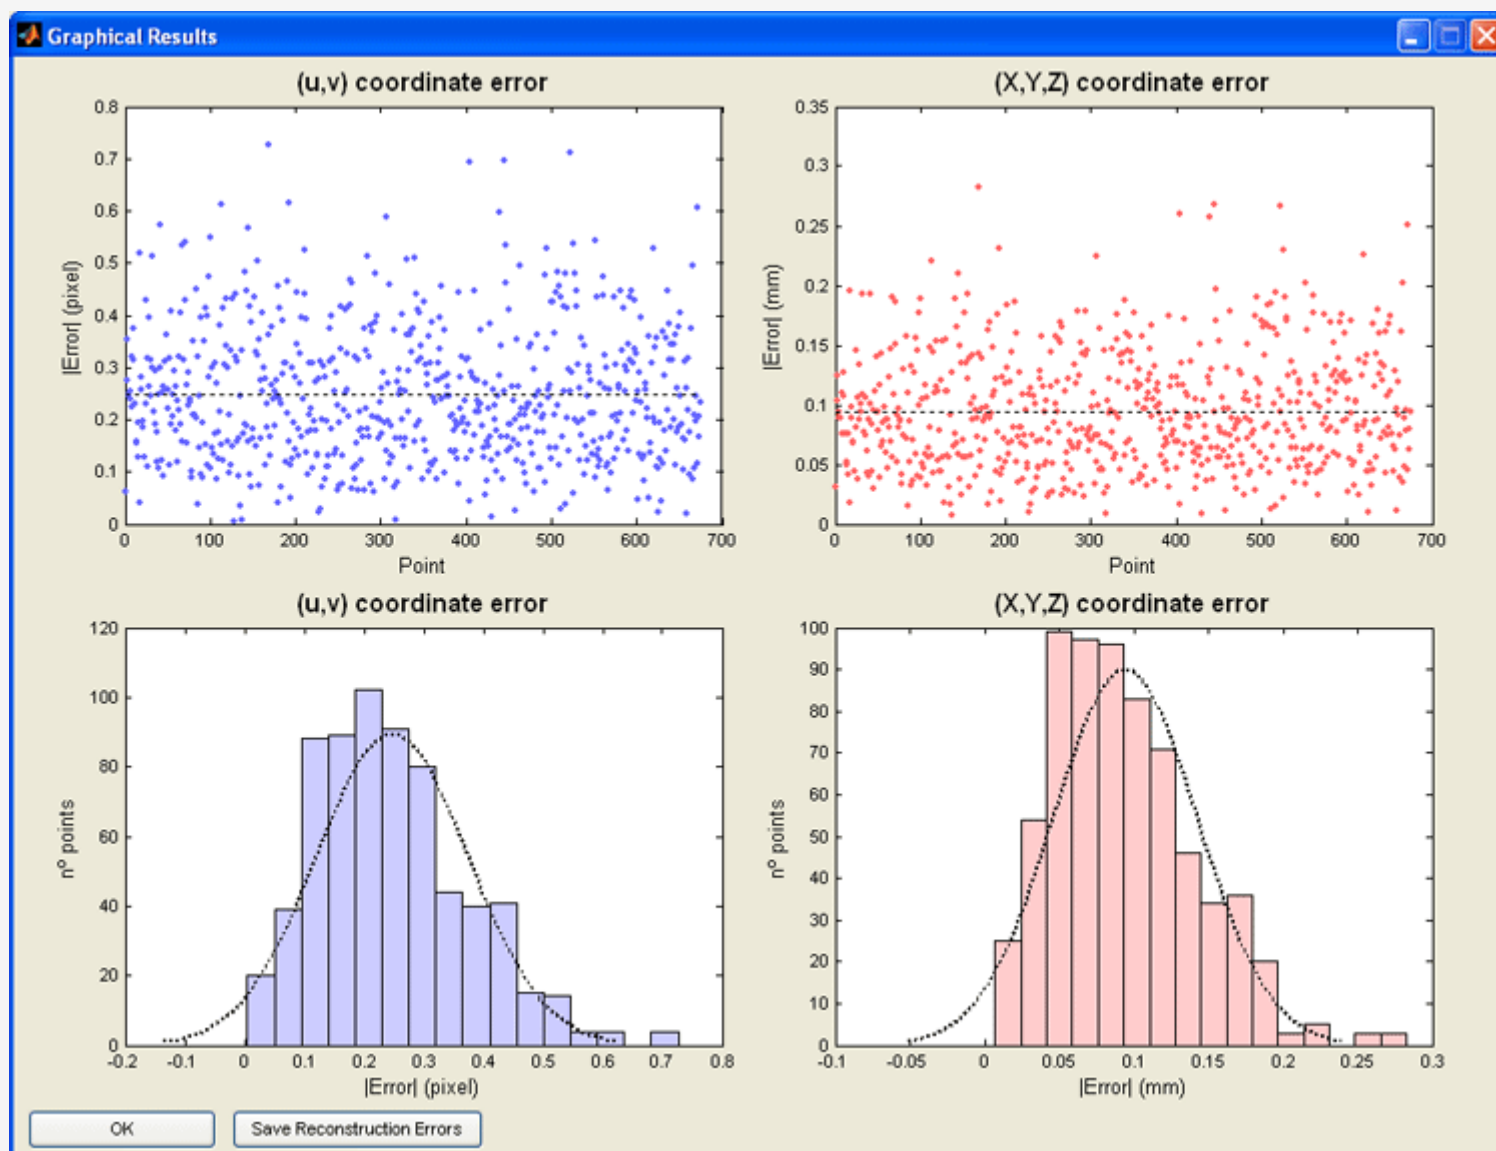 Graphical Results
(u,v) coordinate error
0.8
0.7
0.6
0.5
0.4
0.3
0.2
0.1
0
|Error| (pixel)
0 100 200 300 400 500 600 700
Point
(X,Y,Z) coordinate error
0.35
0.3
0.25
0.2
0.15
0.1
0.05
0
|Error| (mm)
0 100 200 300 400 500 600 700
Point
(u,v) coordinate error
120
100
80
60
40
20
0
nº points
-0.2 -0.1 0 0.1 0.2 0.3 0.4 0.5 0.6 0.7 0.8
|Error| (pixel)
(X,Y,Z) coordinate error
100
90
80
70
60
50
40
30
20
10
0
nº points
-0.1 -0.05 0 0.05 0.1 0.15 0.2 0.25 0.3
|Error| (mm)
OK
Save Reconstruction Errors